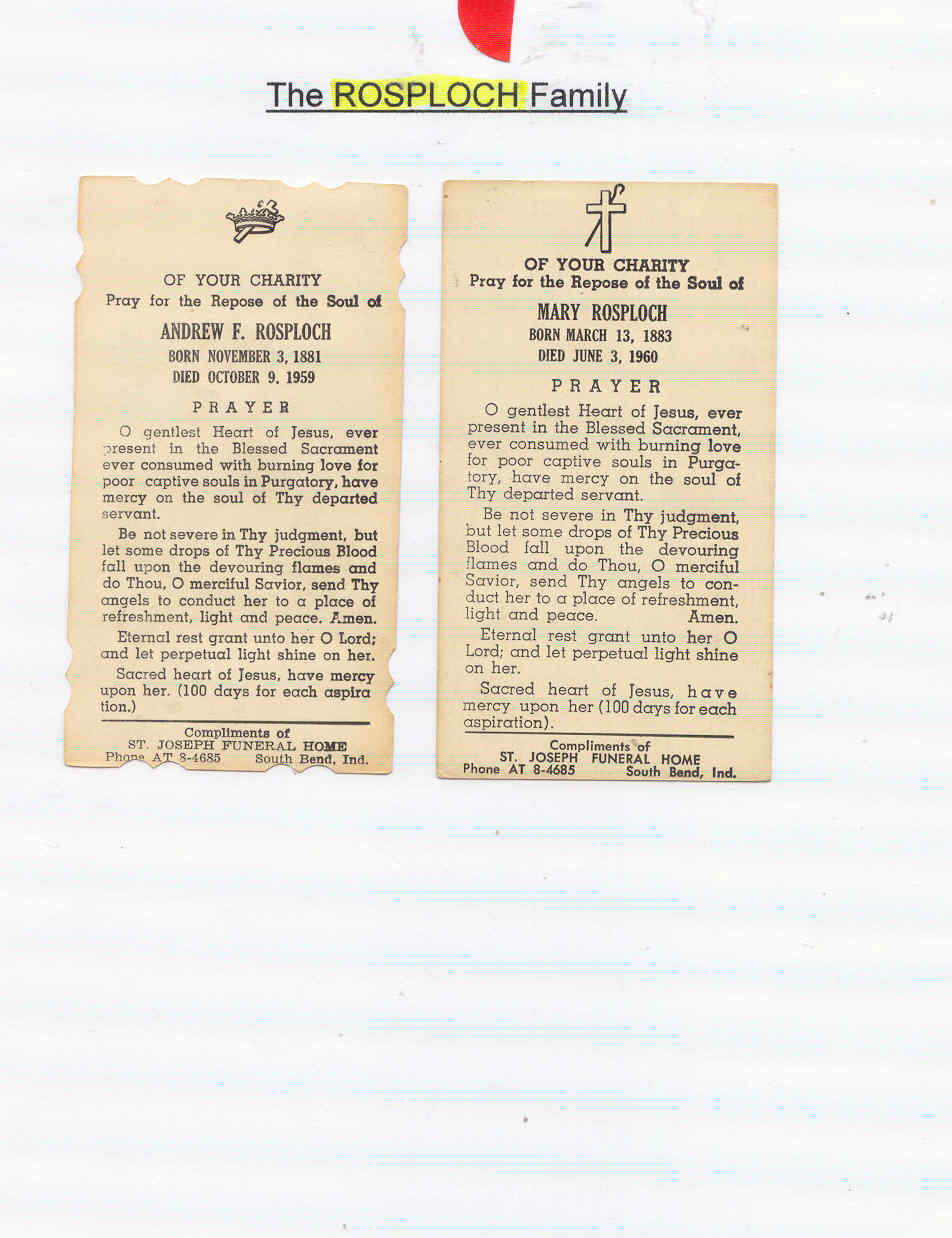 The ROSPLOCH Family
OF YOUR CHARITY
Pray for the Repose of the Soul of
ANDREW F. ROSPLOCH
BORN NOVEMBER 3, 1881
DIED OCTOBER 9. 1959
PRAYER
O gentlest Heart of Jesus, ever
present in the Blessed Sacrament
ever consumed with burning love for
poor captive souls in Purgatory, have
mercy on the soul of Thy departed
servant.
Be not severe in Thy judgment, but
let some drops of Thy Precious Blood
fall upon the devouring flames and
do Thou, O merciful Savior, send Thy
angels to conduct her to a place of
refreshment, light and peace. Amen.
Eternal rest grant unto her O Lord;
and let perpetual light shine on her.
Sacred heart of Jesus, have mercy
upon her. (100 days for each aspira
tion.)
Compliments of
ST. JOSEPH FUNERAL HOME
Phone AT 8-4685 South Bend, Ind.
OF YOUR CHARITY
Pray for the Repose of the Soul of
MARY ROSPLOCH
BORN MARCH 13, 1883
DIED JUNE 3, 1960
PRAYER
O gentlest Heart of Jesus, ever
present in the Blessed Sacrament,
ever consumed with burning love
for poor captive souls in Purga-
tory, have mercy on the soul of
Thy departed servant.
Be not severe in Thy judgment,
but let some drops of Thy Precious
Blood fall upon the devouring
flames and do Thou, O merciful
Savior, send Thy angels to con-
duct her to a place of refreshment,
light and peace. Amen.
Eternal rest grant unto her O
Lord; and let perpetual light shine
on her.
Sacred heart of Jesus, have
mercy upon her (100 days for each
aspiration).
Compliments of
ST. JOSEPH FUNERAL HOME
Phone AT 8-4685 South Bend, Ind.